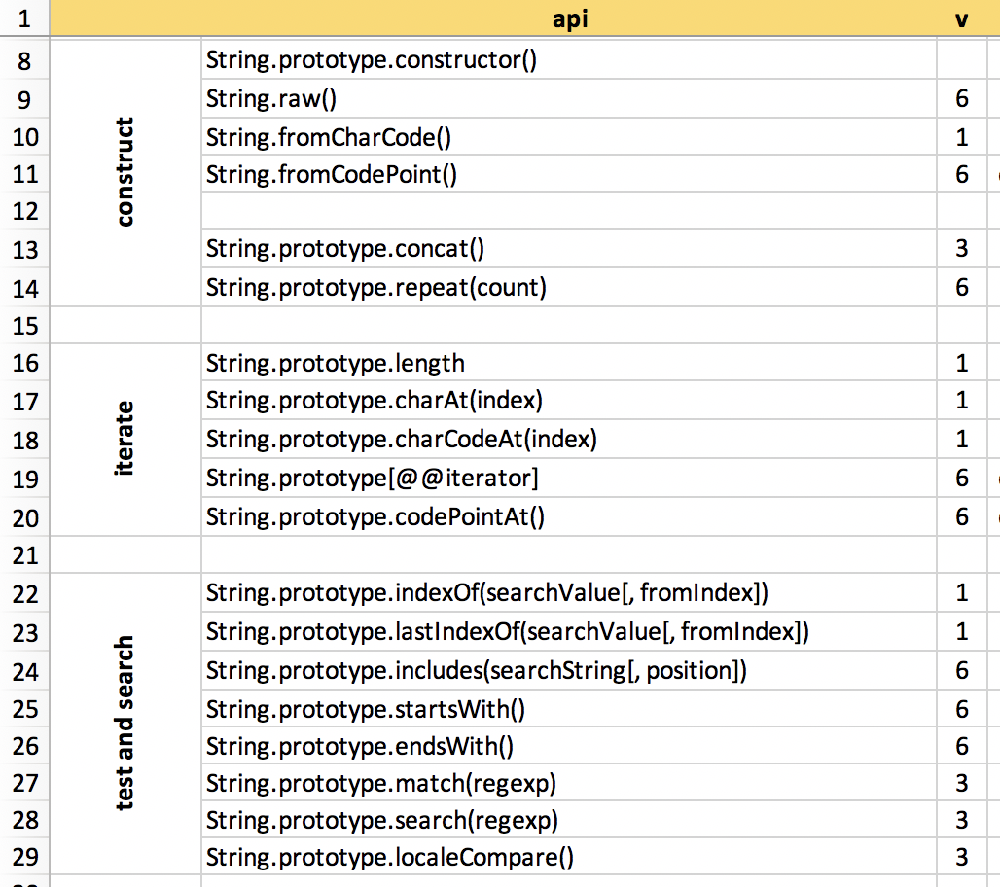 1 api v
8 String.prototype.constructor()
9 String.raw() 6
10 String.fromCharCode() 1
11 String.fromCodePoint() 6
12
13 String.prototype.concat() 3
14 String.prototype.repeat(count) 6
construct
15
16 String.prototype.length 1
17 String.prototype.charAt(index) 1
18 String.prototype.charCodeAt(index) 1
19 String.prototype[@@iterator] 6
20 String.prototype.codePointAt() 6
iterate
21
22 String.prototype.indexOf(searchValue[, fromIndex]) 1
23 String.prototype.lastIndexOf(searchValue[, fromIndex]) 1
24 String.prototype.includes(searchString[, position]) 6
25 String.prototype.startsWith() 6
26 String.prototype.endsWith() 6
27 String.prototype.match(regexp) 3
28 String.prototype.search(regexp) 3
29 String.prototype.localeCompare() 3
test and search